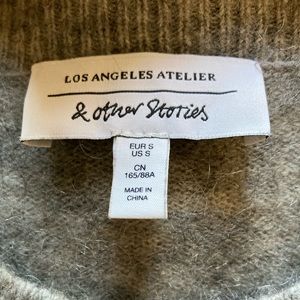 LOS ANGELES ATELIER
& other Stories
EUR S
US S
CN
165/88A
MADE IN
CHINA